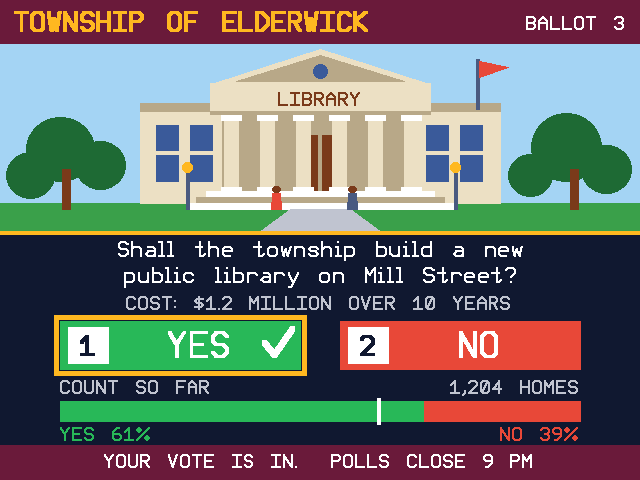 TOWNSHIP OF ELDERWICK
BALLOT 3
LIBRARY
Shall the township build a new
public library on Mill Street?
COST: $1.2 MILLION OVER 10 YEARS
1 YES
2 NO
COUNT SO FAR
1,204 HOMES
YES 61%
NO 39%
YOUR VOTE IS IN. POLLS CLOSE 9 PM